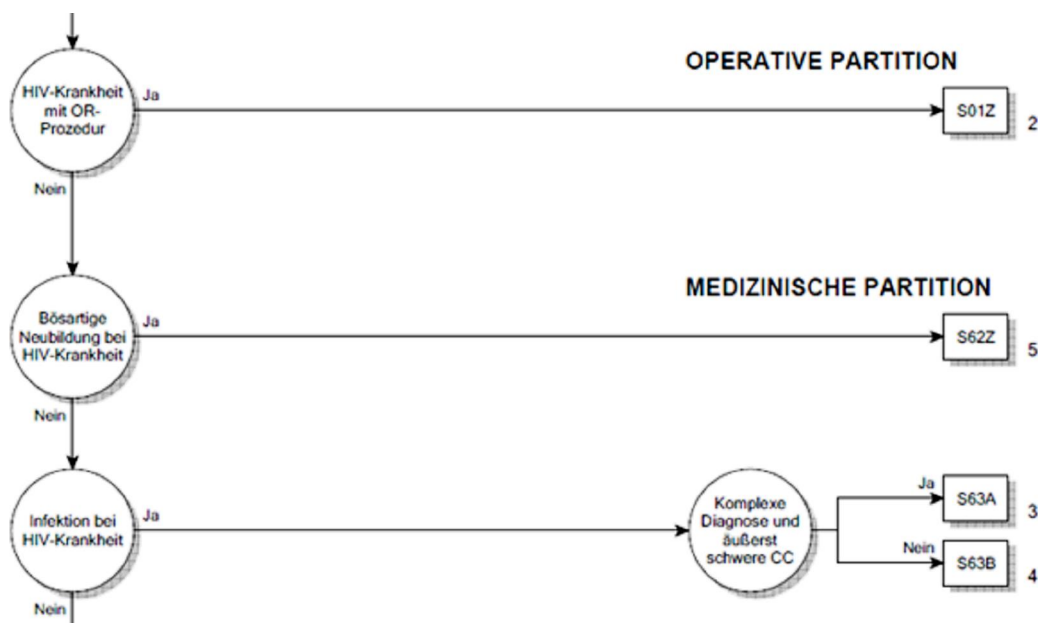 OPERATIVE PARTITION
HIV-Krankheit
mit OR-
Prozedur
Ja
S01Z
2
Nein
MEDIZINISCHE PARTITION
Bösartige
Neubildung bei
HIV-Krankheit
Ja
S62Z
5
Nein
Infektion bei
HIV-Krankheit
Ja
Komplexe
Diagnose und
äußerst
schwere CC
Ja
S63A
3
Nein
S63B
4
Nein